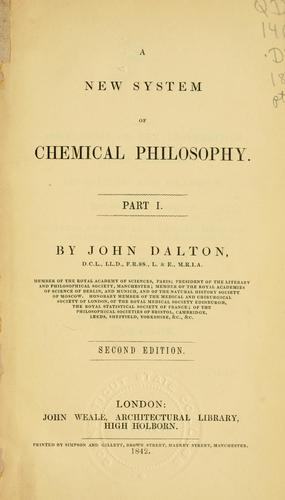 QD
A
NEW SYSTEM
OF
CHEMICAL PHILOSOPHY.
PART I.
BY JOHN DALTON,
D.C.L., LL.D., F.R.SS., L. & E., M.R.I.A.
MEMBER OF THE ROYAL ACADEMY OF SCIENCES, PARIS; PRESIDENT OF THE LITERARY
AND PHILOSOPHICAL SOCIETY, MANCHESTER; MEMBER OF THE ROYAL ACADEMIES
OF SCIENCE OF BERLIN, AND MUNICH, AND OF THE NATURAL HISTORY SOCIETY
OF MOSCOW. HONORARY MEMBER OF THE MEDICAL AND CHIRURGICAL
SOCIETY OF LONDON, OF THE ROYAL MEDICAL SOCIETY EDINBURGH,
THE ROYAL STATISTICAL SOCIETY OF FRANCE; OF THE
PHILOSOPHICAL SOCIETIES OF BRISTOL, CAMBRIDGE,
LEEDS, SHEFFIELD, YORKSHIRE, &C., &C.
SECOND EDITION.
LONDON:
JOHN WEALE, ARCHITECTURAL LIBRARY,
HIGH HOLBORN.
PRINTED BY SIMPSON AND GILLETT, BROWN STREET, MARKET STREET, MANCHESTER.
1842.